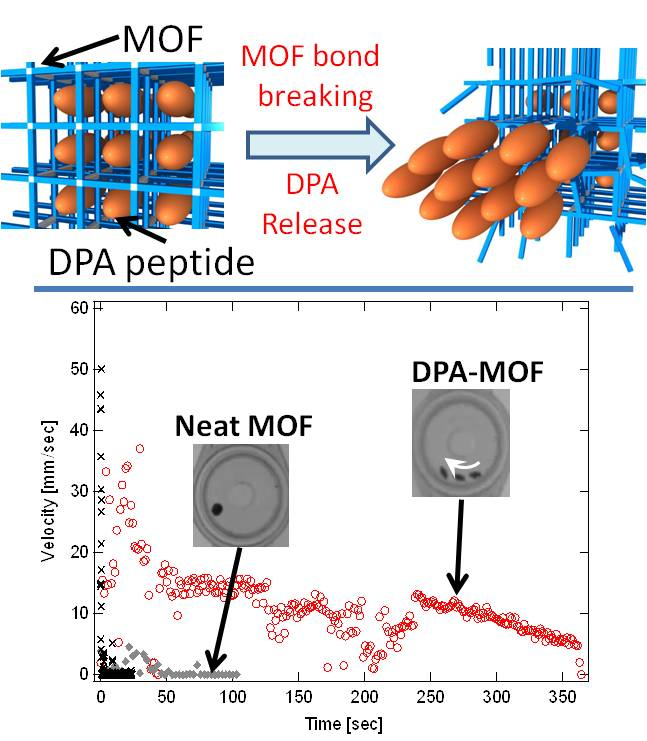 MOF
MOF bond
breaking
DPA
Release
DPA peptide
60
50
40
30
20
10
0
Velocity [mm/sec]
Neat MOF
DPA-MOF
0
50
100
150
200
250
300
350
Time [sec]